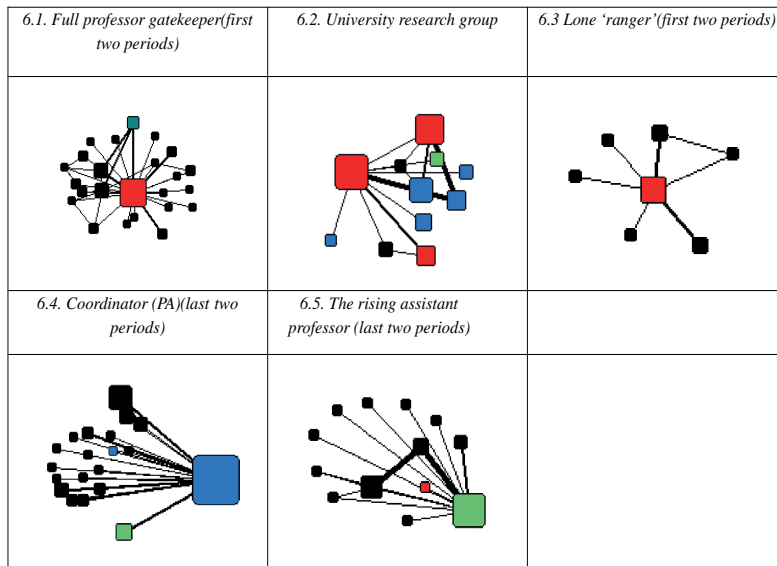 6.1. Full professor gatekeeper(first
two periods)
6.2. University research group
6.3 Lone ‘ranger’(first two periods)
6.4. Coordinator (PA)(last two
periods)
6.5. The rising assistant
professor (last two periods)